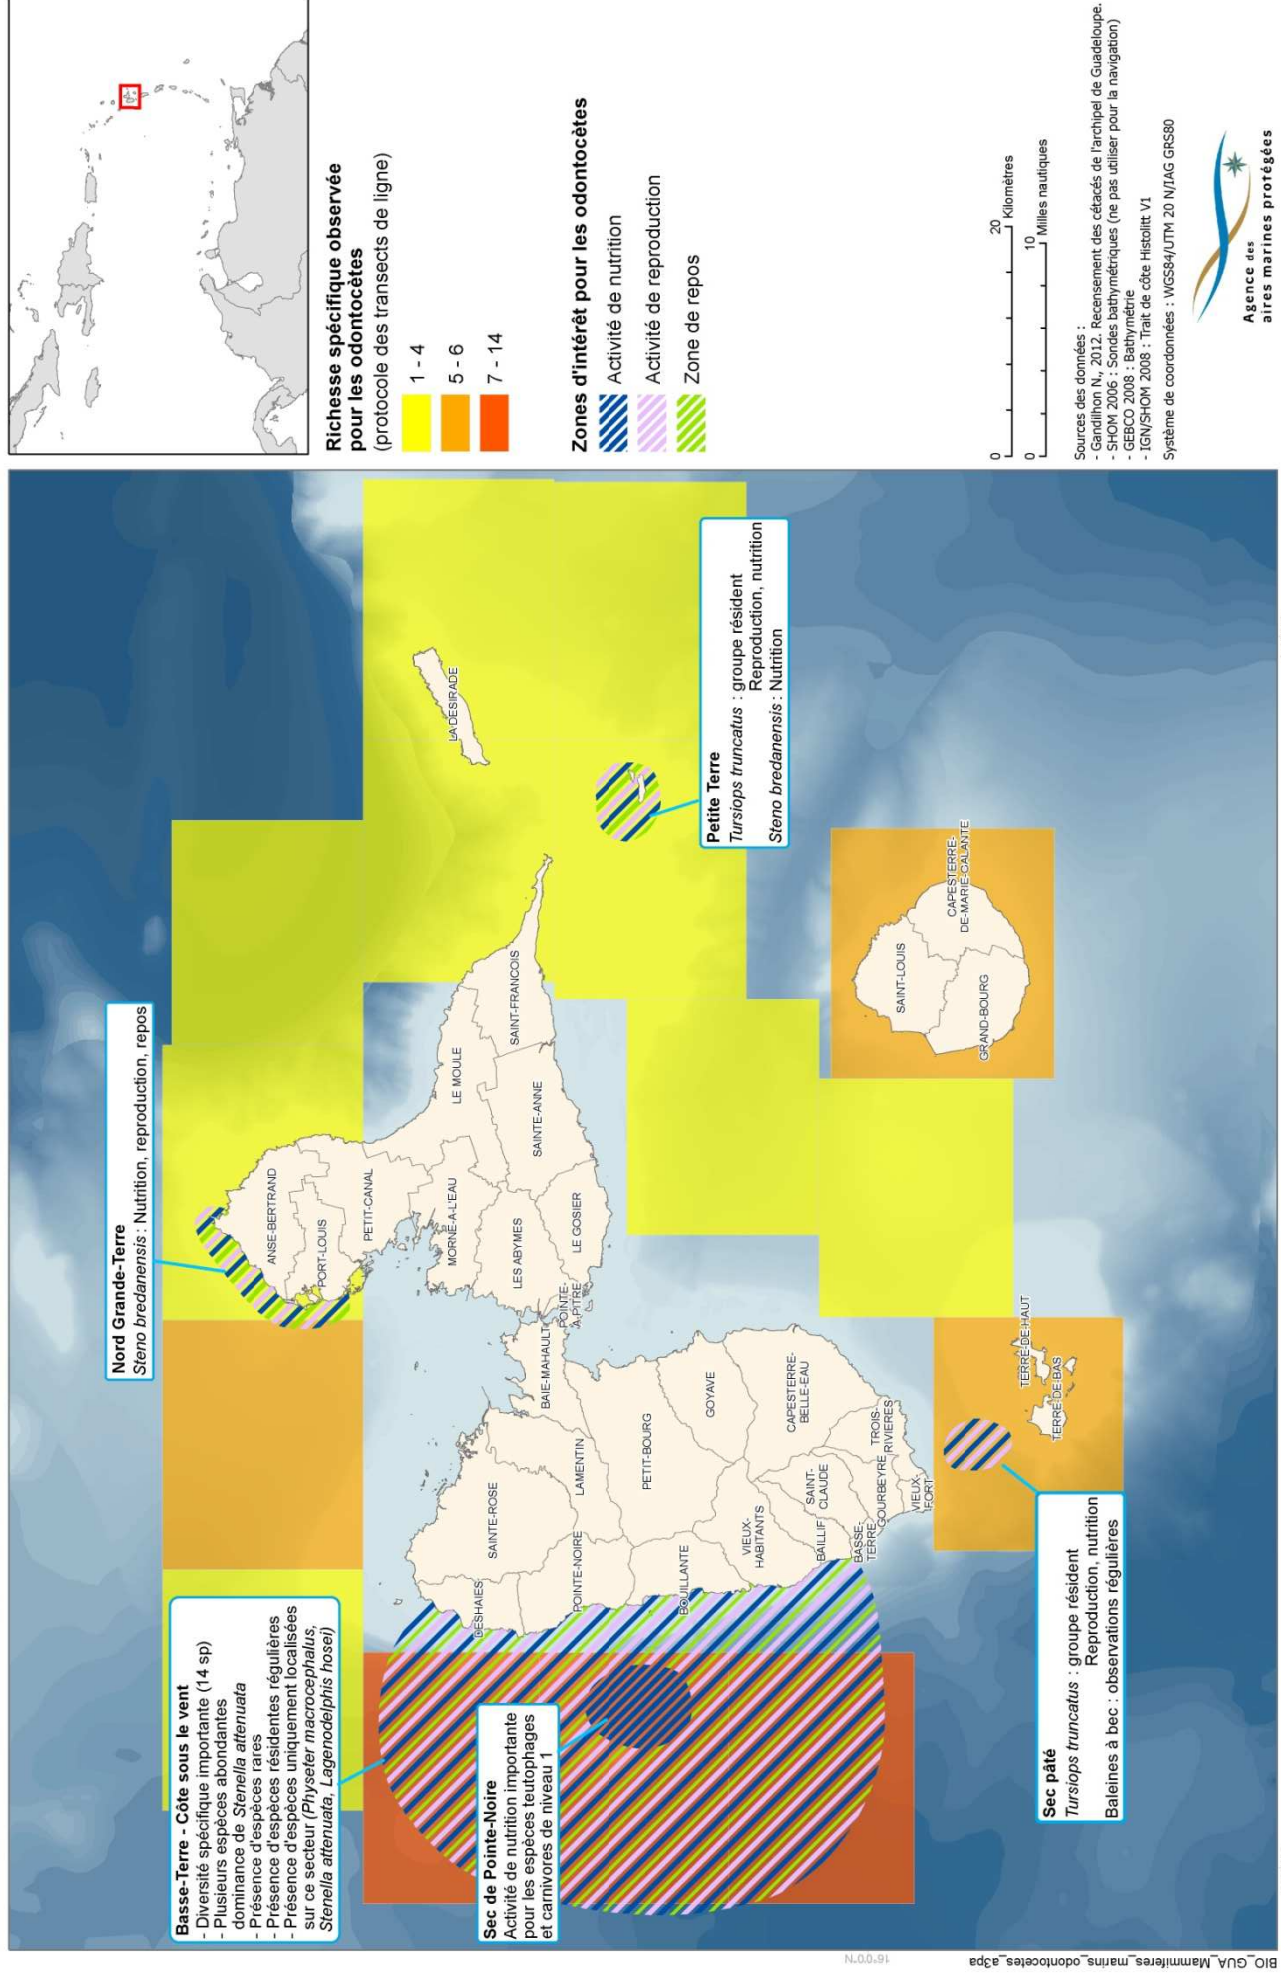 Nord Grande-Terre
Steno bredanensis : Nutrition, reproduction, repos
Basse-Terre - Côte sous le vent
- Diversité spécifique importante (14 sp)
- Plusieurs espèces abondantes
dominance de Stenella attenuata
- Présence d'espèces rares
- Présence d'espèces résidentes régulières
- Présence d'espèces uniquement localisées
sur ce secteur (Physeter macrocephalus,
Stenella attenuata, Lagenodelphis hosei)
Sec de Pointe-Noire
Activité de nutrition importante
pour les espèces teutophages
et carnivores de niveau 1
Petite Terre
Tursiops truncatus : groupe résident
Reproduction, nutrition
Steno bredanensis : Nutrition
Sec pâté
Tursiops truncatus : groupe résident
Reproduction, nutrition
Baleines à bec : observations régulières
ANSE-BERTRAND
PORT-LOUIS
PETIT-CANAL
LE MOULE
MORNE-A-L'EAU
LES ABYMES
SAINTE-ANNE
SAINT-FRANCOIS
LE GOSIER
POINTE-
A-PITRE
BAIE-MAHAULT
LA DESIRADE
SAINTE-ROSE
DESHAIES
LAMENTIN
POINTE-NOIRE
PETIT-BOURG
BOUILLANTE
GOYAVE
VIEUX-
HABITANTS
CAPESTERRE-
BELLE-EAU
SAINT-
CLAUDE
BAILLIF
BASSE-
TERRE
GOURBEYRE
TROIS-
RIVIERES
VIEUX-
FORT
TERRE-DE-HAUT
TERRE-DE-BAS
SAINT-LOUIS
GRAND-BOURG
CAPESTERRE-
DE-MARIE-GALANTE
Richesse spécifique observée
pour les odontocètes
(protocole des transects de ligne)
1 - 4
5 - 6
7 - 14
Zones d'intérêt pour les odontocètes
Activité de nutrition
Activité de reproduction
Zone de repos
0 20
Kilomètres
0 10
Milles nautiques
Sources des données :
- Gandilhon N., 2012. Recensement des cétacés de l'archipel de Guadeloupe.
- SHOM 2006 : Sondes bathymétriques (ne pas utiliser pour la navigation)
- GEBCO 2008 : Bathymétrie
- IGN/SHOM 2008 : Trait de côte Histolitt V1
Système de coordonnées : WGS84/UTM 20 N/IAG GRS80
Agence des
aires marines protégées
16°0'0"N
BIO_GUA_Mammiferes_marins_odontocetes_a3pa